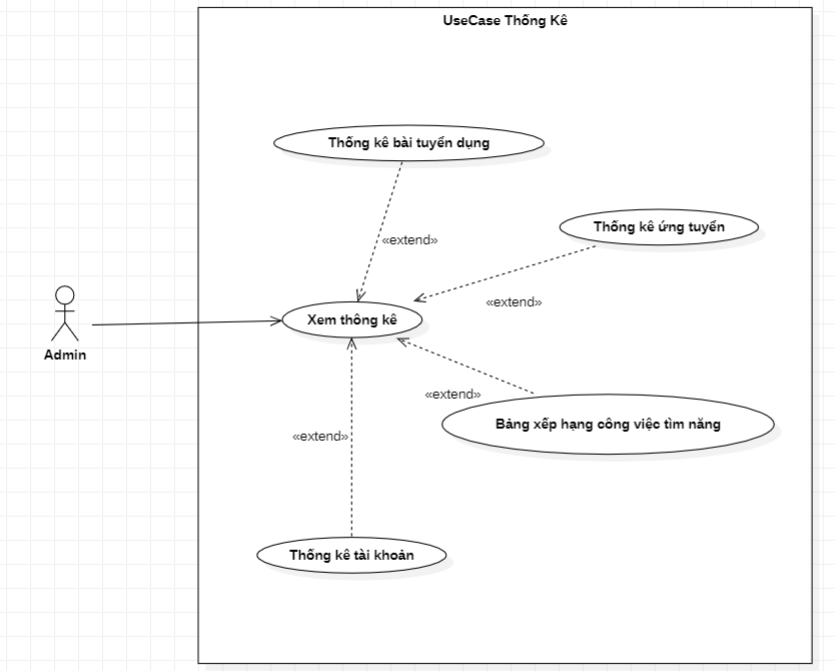 UseCase Thống Kê
Thống kê bài tuyển dụng
Thống kê ứng tuyển
«extend»
«extend»
Xem thông kê
Admin
«extend»
Bảng xếp hạng công việc tìm năng
«extend»
Thống kê tài khoản